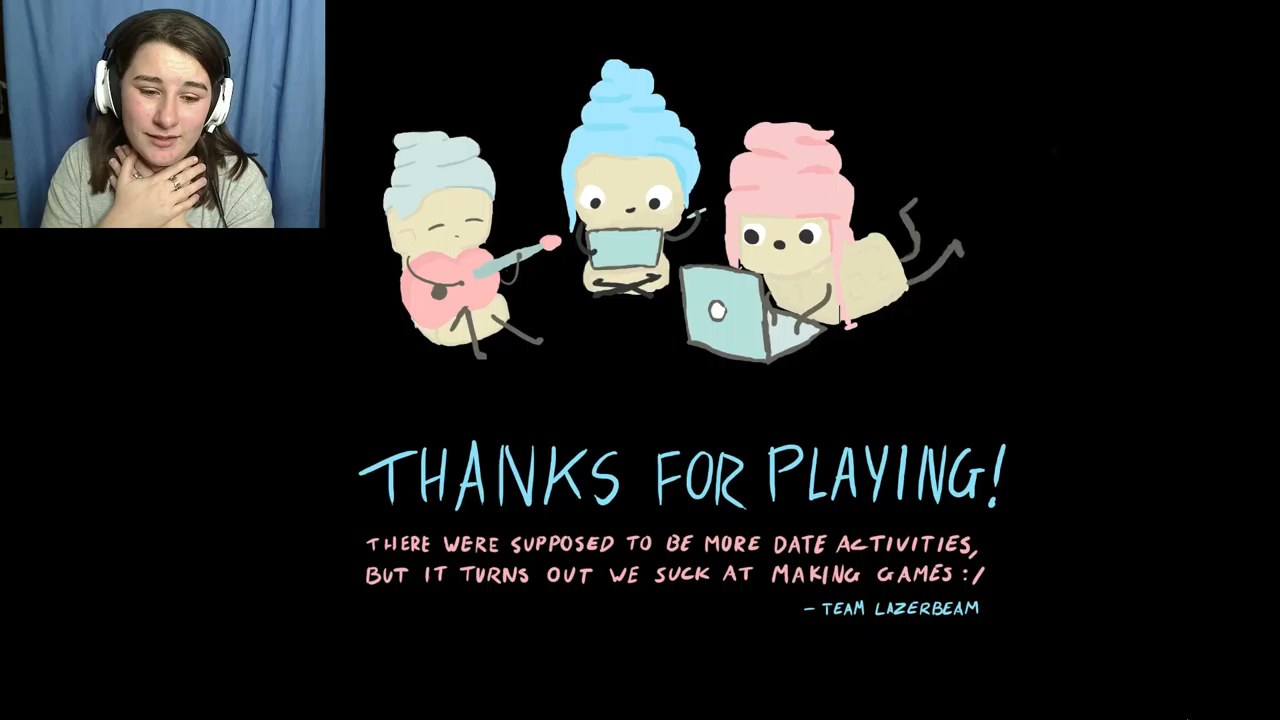 THANKS FOR PLAYING!
THERE WERE SUPPOSED TO BE MORE DATE ACTIVITIES,
BUT IT TURNS OUT WE SUCK AT MAKING GAMES :/
- TEAM LAZERBEAM